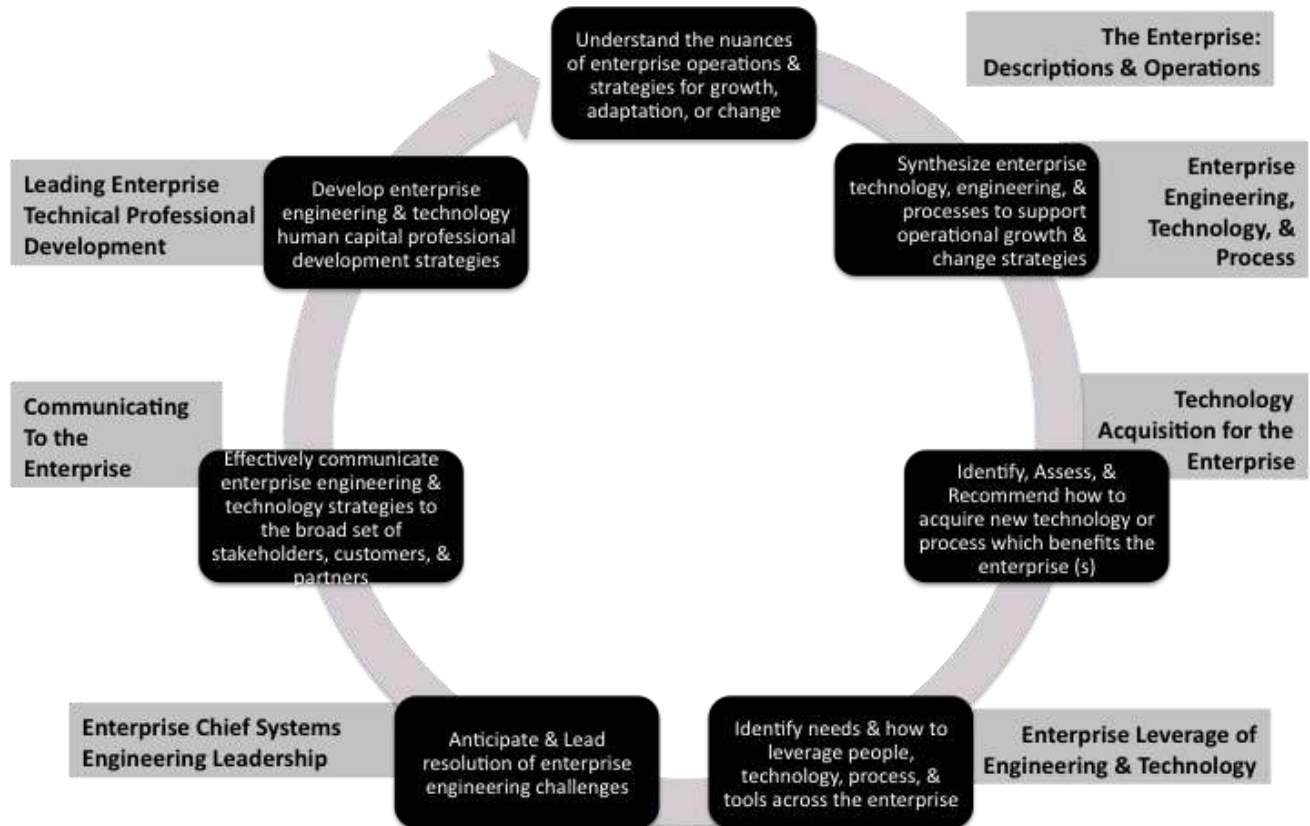 Understand the nuances
of enterprise operations &
strategies for growth,
adaptation, or change
The Enterprise:
Descriptions & Operations
Synthesize enterprise
technology, engineering, &
processes to support
operational growth &
change strategies
Enterprise
Engineering,
Technology, &
Process
Technology
Acquisition for the
Enterprise
Identify, Assess, &
Recommend how to
acquire new technology or
process which benefits the
enterprise (s)
Identify needs & how to
leverage people,
technology, process, &
tools across the enterprise
Enterprise Leverage of
Engineering & Technology
Anticipate & Lead
resolution of enterprise
engineering challenges
Enterprise Chief Systems
Engineering Leadership
Effectively communicate
enterprise engineering &
technology strategies to
the broad set of
stakeholders, customers, &
partners
Communicating
To the
Enterprise
Develop enterprise
engineering & technology
human capital professional
development strategies
Leading Enterprise
Technical Professional
Development